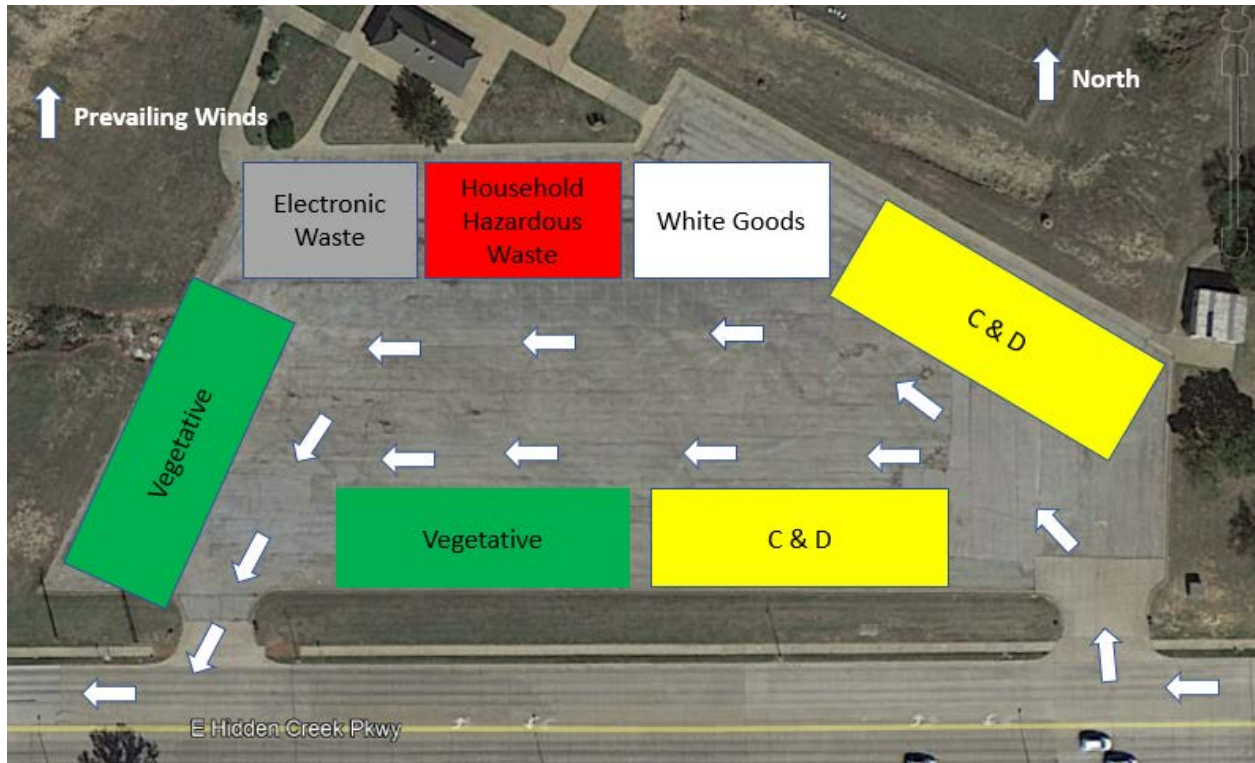 Prevailing Winds
North
Electronic
Waste
Household
Hazardous
Waste
White Goods
C & D
Vegetative
Vegetative
C & D
E Hidden Creek Pkwy